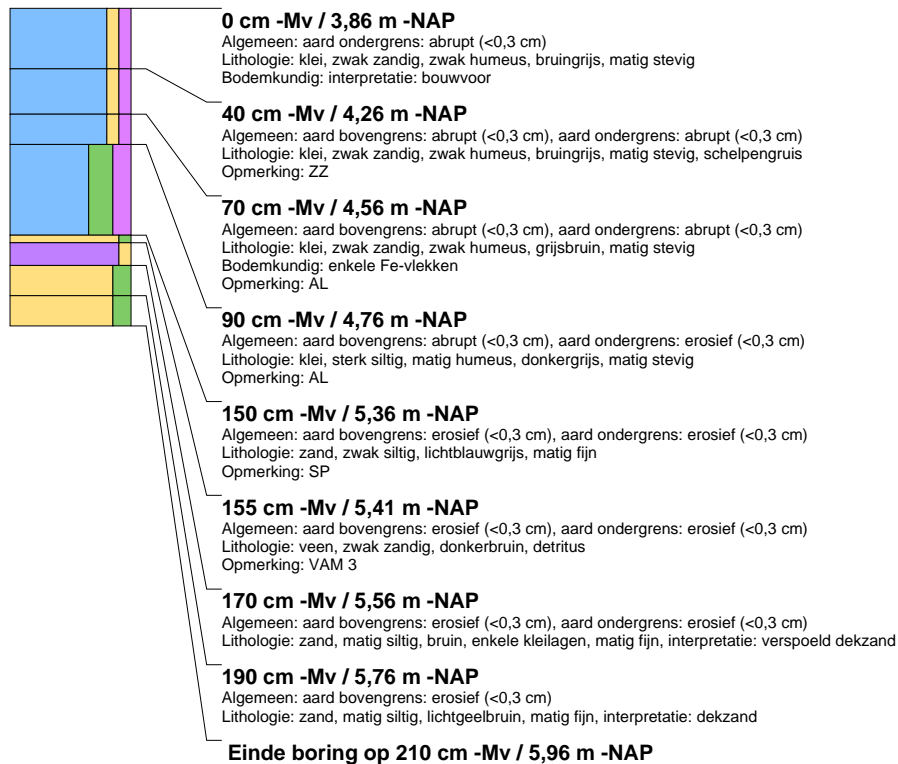 0 cm -Mv / 3,86 m -NAP
Algemeen: aard ondergrens: abrupt (<0,3 cm)
Lithologie: klei, zwak zandig, zwak humeus, bruingrijs, matig stevig
Bodemkundig: interpretatie: bouwvoor
40 cm -Mv / 4,26 m -NAP
Algemeen: aard bovengrens: abrupt (<0,3 cm), aard ondergrens: abrupt (<0,3 cm)
Lithologie: klei, zwak zandig, zwak humeus, bruingrijs, matig stevig, schelpengruis
Opmerking: ZZ
70 cm -Mv / 4,56 m -NAP
Algemeen: aard bovengrens: abrupt (<0,3 cm), aard ondergrens: abrupt (<0,3 cm)
Lithologie: klei, zwak zandig, zwak humeus, grijsbruin, matig stevig
Bodemkundig: enkele Fe-vlekken
Opmerking: AL
90 cm -Mv / 4,76 m -NAP
Algemeen: aard bovengrens: abrupt (<0,3 cm), aard ondergrens: erosief (<0,3 cm)
Lithologie: klei, sterk siltig, matig humeus, donkergrijs, matig stevig
Opmerking: AL
150 cm -Mv / 5,36 m -NAP
Algemeen: aard bovengrens: erosief (<0,3 cm), aard ondergrens: erosief (<0,3 cm)
Lithologie: zand, zwak siltig, lichtblauwgrijs, matig fijn
Opmerking: SP
155 cm -Mv / 5,41 m -NAP
Algemeen: aard bovengrens: erosief (<0,3 cm), aard ondergrens: erosief (<0,3 cm)
Lithologie: veen, zwak zandig, donkerbruin, detritus
Opmerking: VAM 3
170 cm -Mv / 5,56 m -NAP
Algemeen: aard bovengrens: erosief (<0,3 cm), aard ondergrens: erosief (<0,3 cm)
Lithologie: zand, matig siltig, bruin, enkele kleilagen, matig fijn, interpretatie: verspoeld dekzand
190 cm -Mv / 5,76 m -NAP
Algemeen: aard bovengrens: erosief (<0,3 cm)
Lithologie: zand, matig siltig, lichtgeelbruin, matig fijn, interpretatie: dekzand
Einde boring op 210 cm -Mv / 5,96 m -NAP